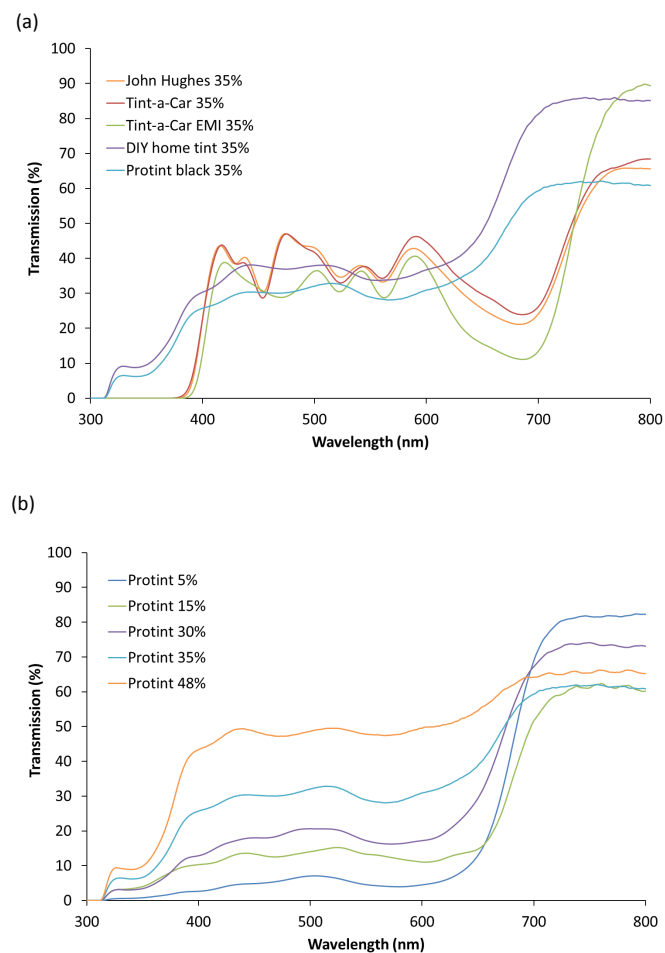 (a)
100
90
80
70
60
50
40
30
20
10
0
Transmission (%)
John Hughes 35%
Tint-a-Car 35%
Tint-a-Car EMI 35%
DIY home tint 35%
Protint black 35%
300 400 500 600 700 800
Wavelength (nm)
(b)
100
90
80
70
60
50
40
30
20
10
0
Transmission (%)
Protint 5%
Protint 15%
Protint 30%
Protint 35%
Protint 48%
300 400 500 600 700 800
Wavelength (nm)